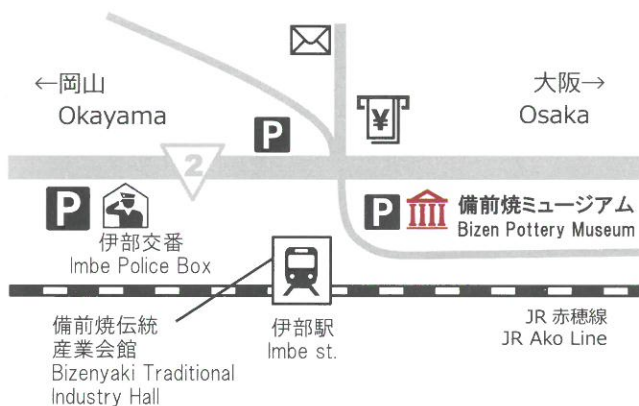 ←岡山
Okayama
大阪→
Osaka
¥
P
2
P
伊部交番
Imbe Police Box
P
備前焼ミュージアム
Bizen Pottery Museum
備前焼伝統
産業会館
Bizenyaki Traditional
Industry Hall
伊部駅
Imbe st.
JR 赤穂線
JR Ako Line